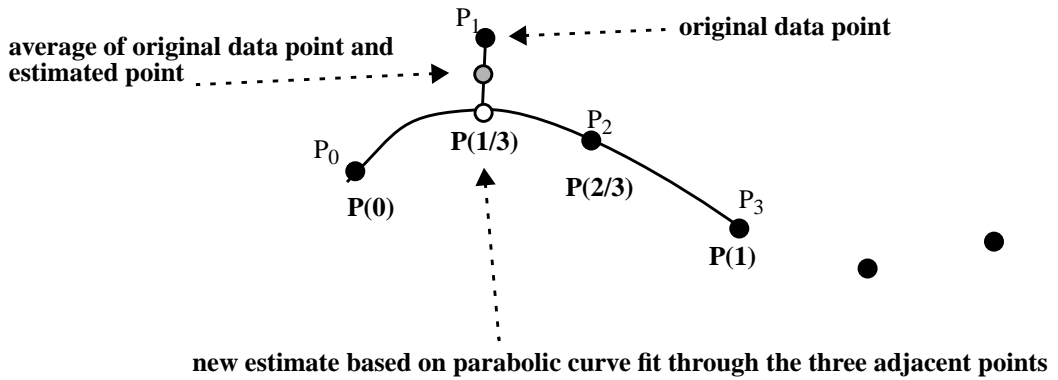 P1
original data point
average of original data point and
estimated point
P0
P(1/3)
P2
P(0)
P(2/3)
P3
P(1)
new estimate based on parabolic curve fit through the three adjacent points